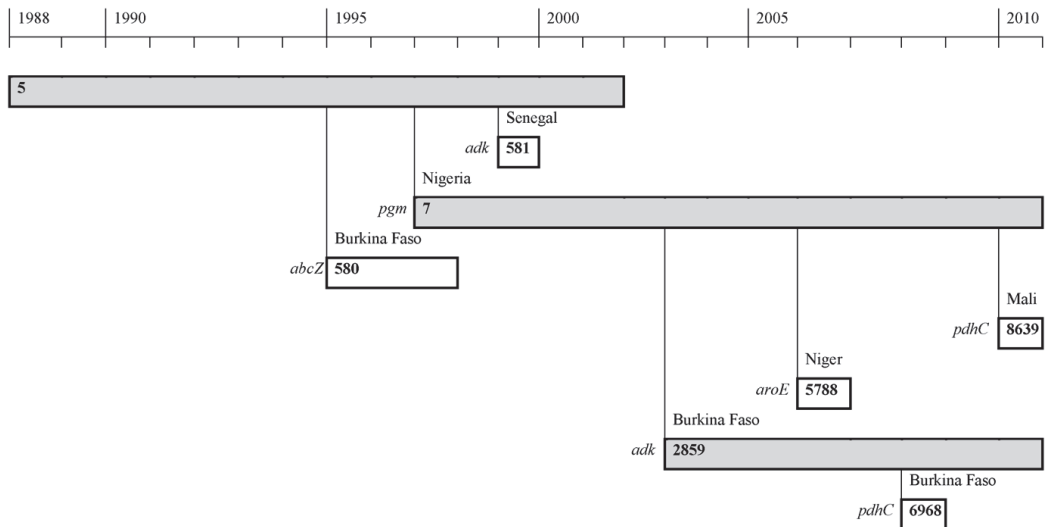 1988 1990 1995 2000 2005 2010
5
Senegal
adk 581
Nigeria
pgm 7
Burkina Faso
abcZ 580
Mali
pdhC 8639
Niger
aroE 5788
Burkina Faso
adk 2859
Burkina Faso
pdhC 6968